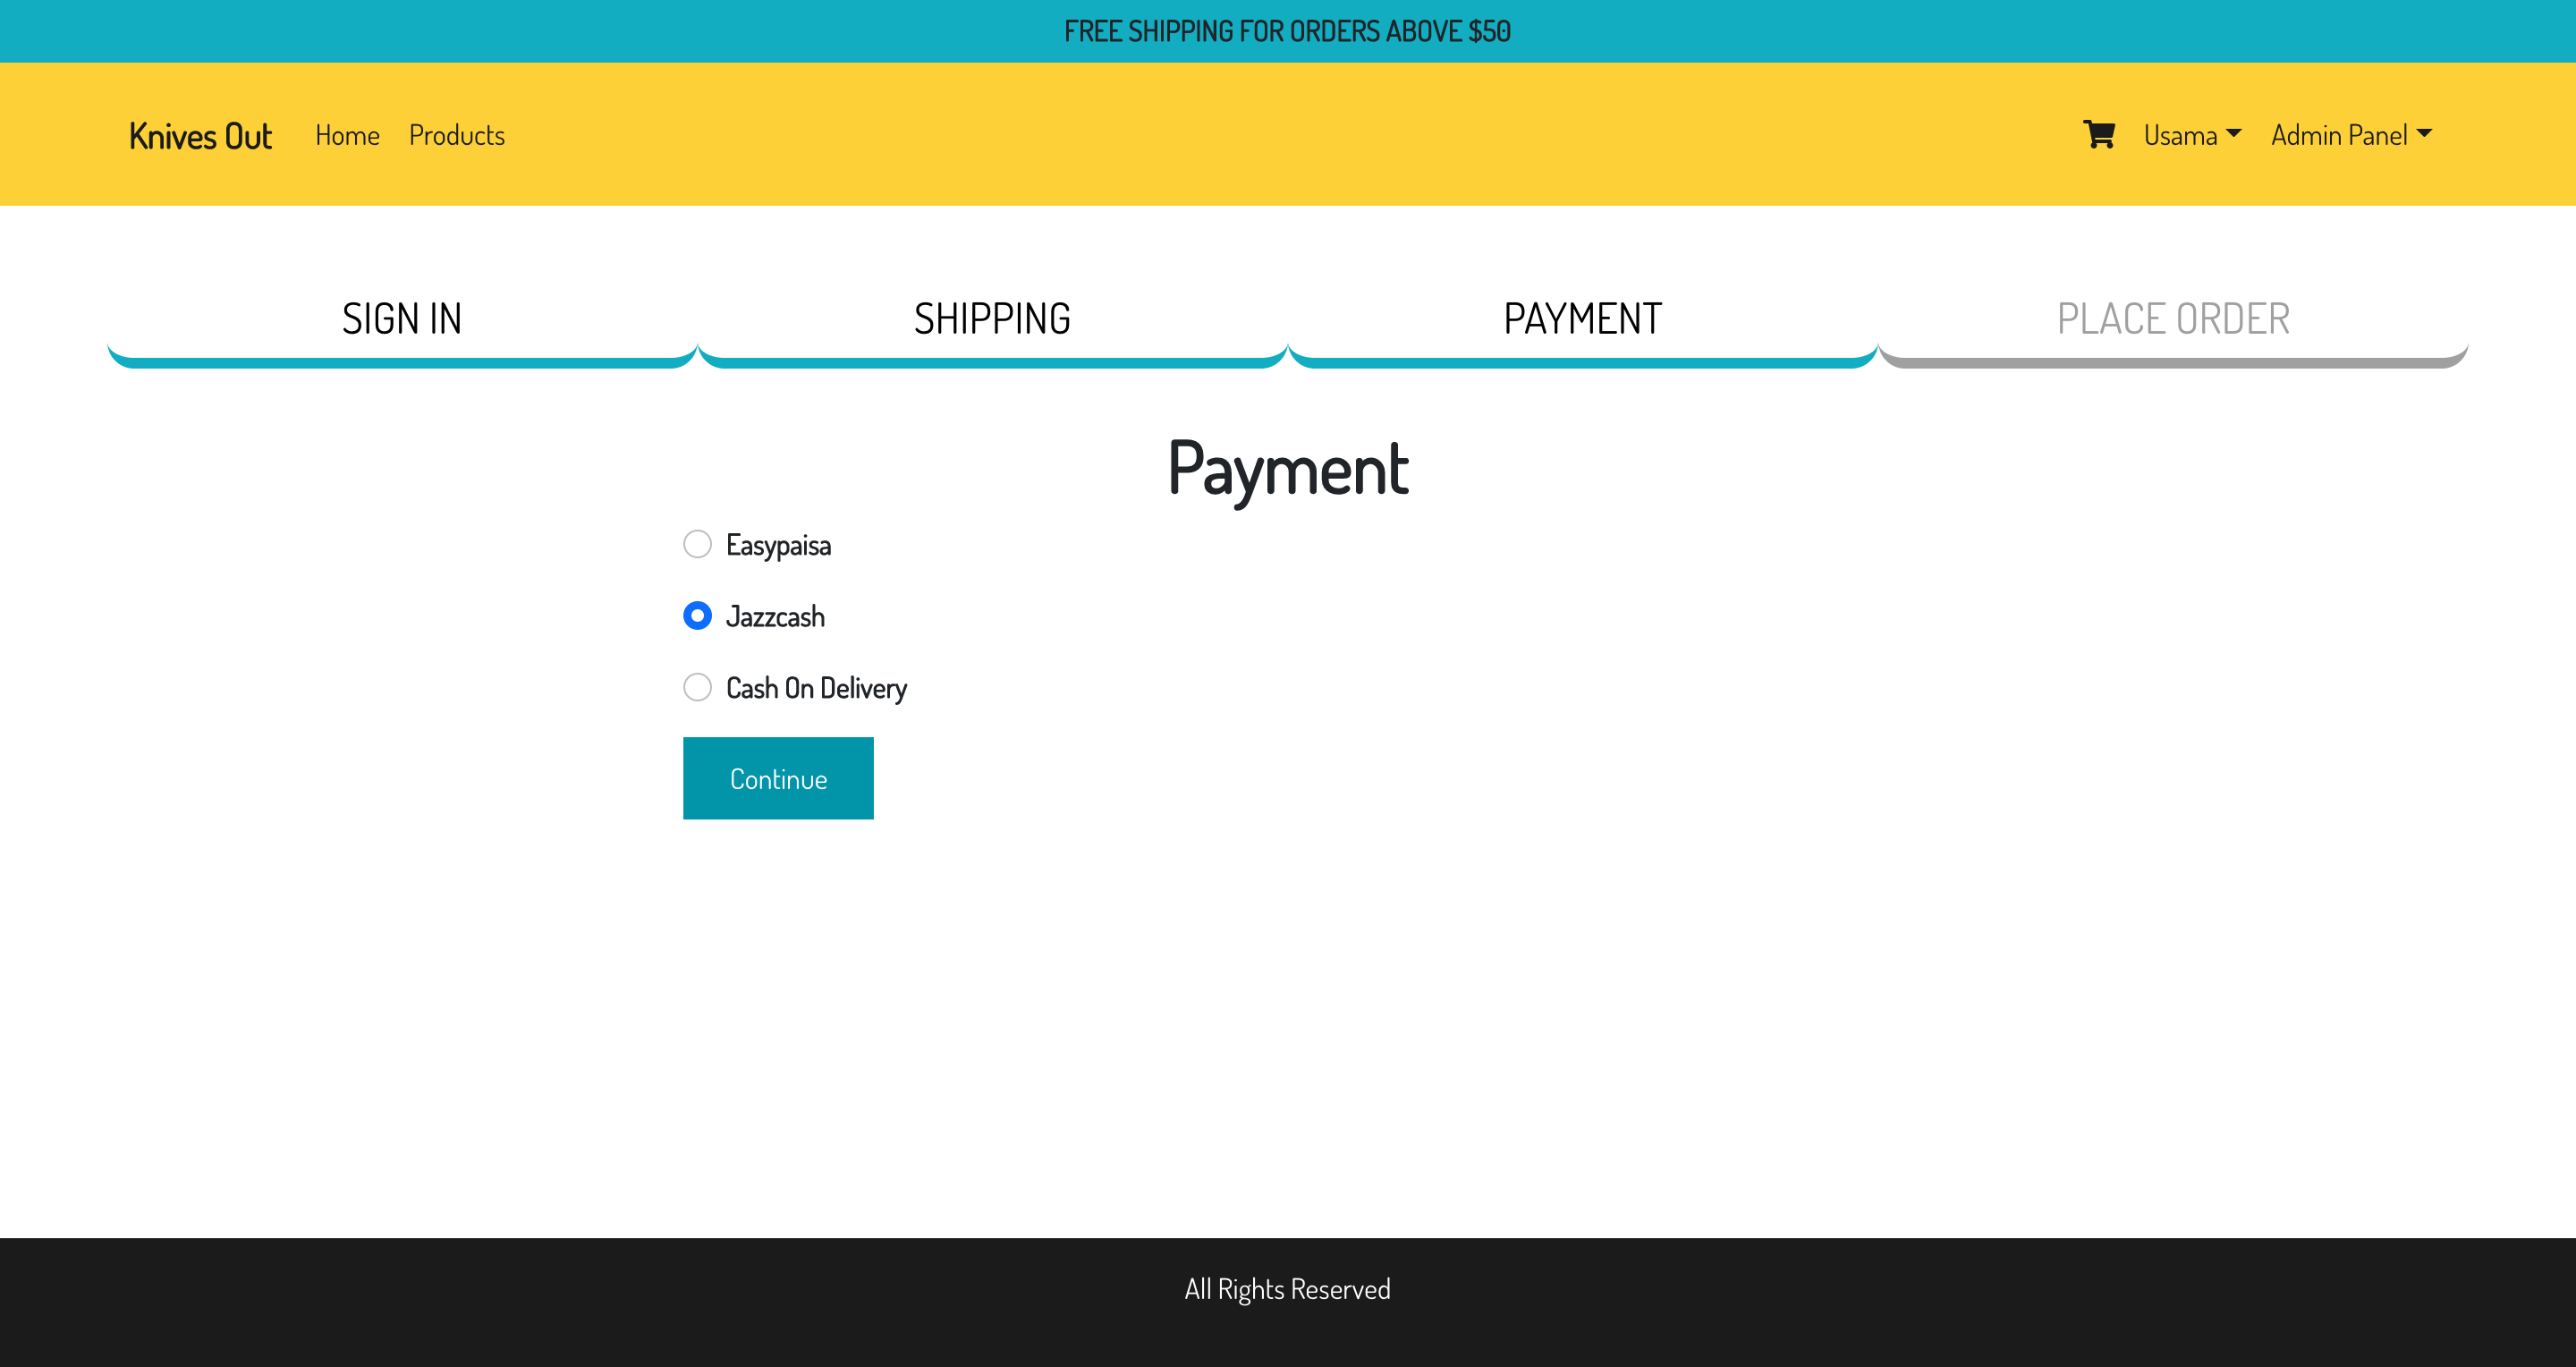 FREE SHIPPING FOR ORDERS ABOVE $50
Knives Out Home Products Usama Admin Panel
SIGN IN SHIPPING PAYMENT PLACE ORDER
Payment
Easypaisa
Jazzcash
Cash On Delivery
Continue
All Rights Reserved